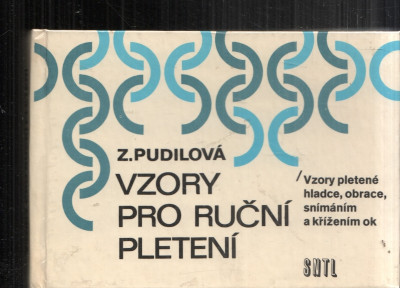 Z.PUDILOVÁ
VZORY
PRO RUČNÍ
PLETENÍ
/Vzory pletené
hladce, obrace,
snímáním
a křížením ok
SNTL